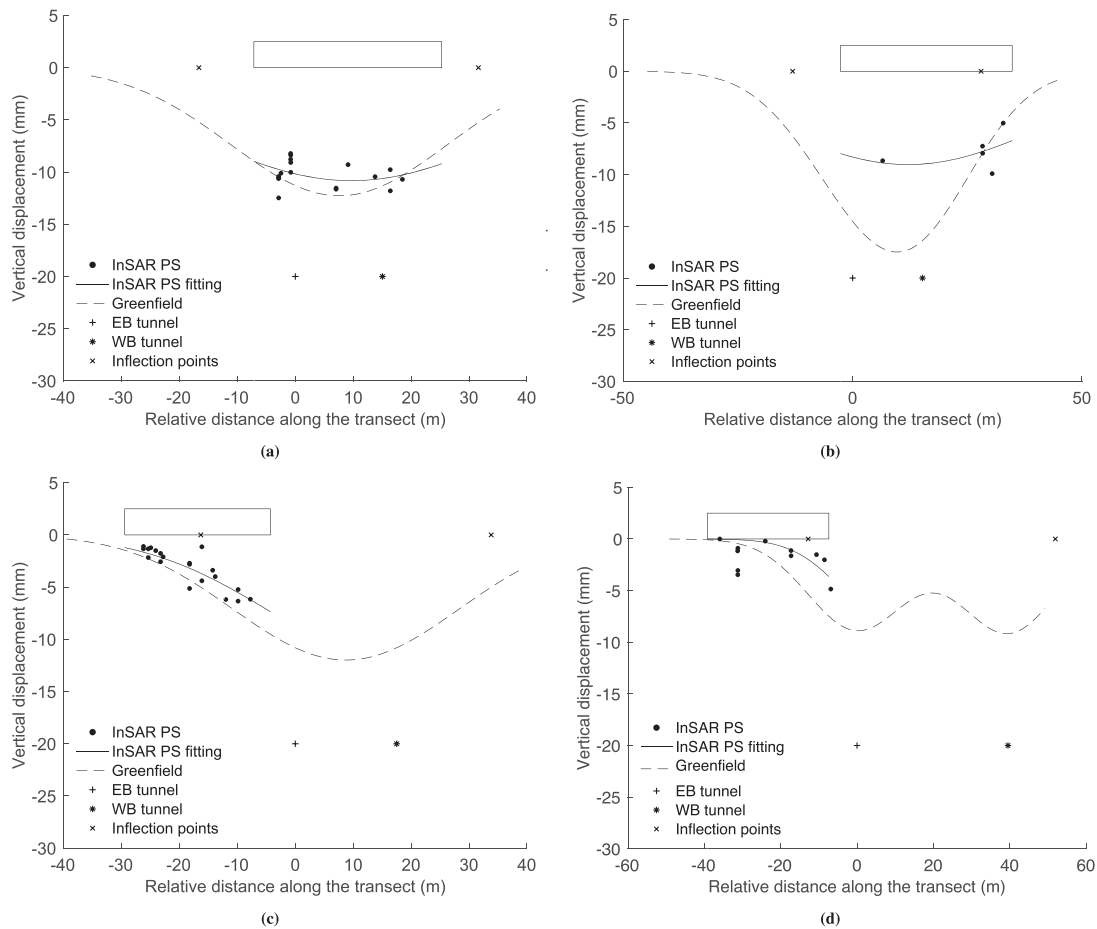 5
0
-5
-10
-15
-20
-25
-30
Vertical displacement (mm)
InSAR PS
InSAR PS fitting
Greenfield
EB tunnel
WB tunnel
Inflection points
-40 -30 -20 -10 0 10 20 30 40
Relative distance along the transect (m)
(a)
5
0
-5
-10
-15
-20
-25
-30
Vertical displacement (mm)
InSAR PS
InSAR PS fitting
Greenfield
EB tunnel
WB tunnel
Inflection points
-50 0 50
Relative distance along the transect (m)
(b)
5
0
-5
-10
-15
-20
-25
-30
Vertical displacement (mm)
InSAR PS
InSAR PS fitting
Greenfield
EB tunnel
WB tunnel
Inflection points
-40 -30 -20 -10 0 10 20 30 40
Relative distance along the transect (m)
(c)
5
0
-5
-10
-15
-20
-25
-30
Vertical displacement (mm)
InSAR PS
InSAR PS fitting
Greenfield
EB tunnel
WB tunnel
Inflection points
-60 -40 -20 0 20 40 60
Relative distance along the transect (m)
(d)